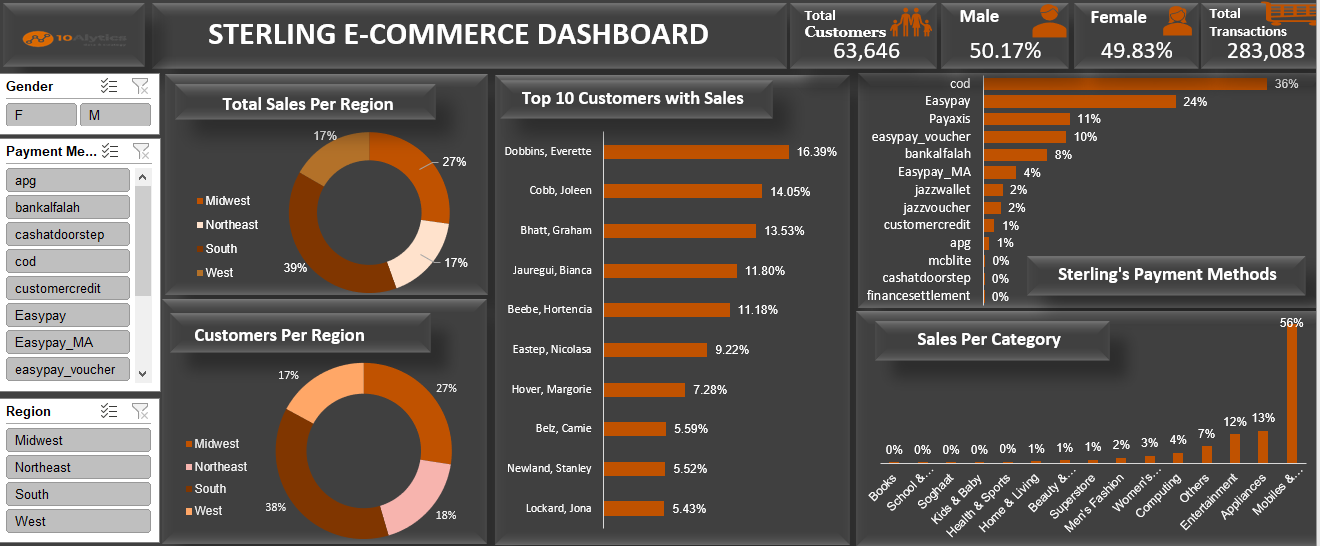 10Alytics
STERLING E-COMMERCE DASHBOARD
Total
Customers
63,646
Male
50.17%
Female
49.83%
Total
Transactions
283,083
Gender
F
M
Payment Me...
apg
bankalfalah
cashatdoorstep
cod
customercredit
Easypay
Easypay_MA
easypay_voucher
Region
Midwest
Northeast
South
West
Total Sales Per Region
17%
27%
Midwest
Northeast
South
West
39%
17%
Customers Per Region
17%
27%
Midwest
Northeast
South
West
38%
18%
Top 10 Customers with Sales
Dobbins, Everette 16.39%
Cobb, Joleen 14.05%
Bhatt, Graham 13.53%
Jauregui, Bianca 11.80%
Beebe, Hortencia 11.18%
Eastep, Nicolasa 9.22%
Hover, Margorie 7.28%
Belz, Camie 5.59%
Newland, Stanley 5.52%
Lockard, Jona 5.43%
cod 36%
Easypay 24%
Payaxis 11%
easypay_voucher 10%
bankalfalah 8%
Easypay_MA 4%
jazzwallet 2%
jazzvoucher 2%
customercredit 1%
apg 1%
mcblite 0%
cashatdoorstep 0%
financesettlement 0%
Sterling's Payment Methods
Sales Per Category
0% 0% 0% 0% 0% 1% 1% 1% 2% 3% 4% 7% 12% 13% 56%
Books
School &...
Soghaat
Kids & Baby
Health & Sports
Home & Living
Beauty &...
Superstore
Men's Fashion
Women's...
Computing
Others
Entertainment
Appliances
Mobiles &...